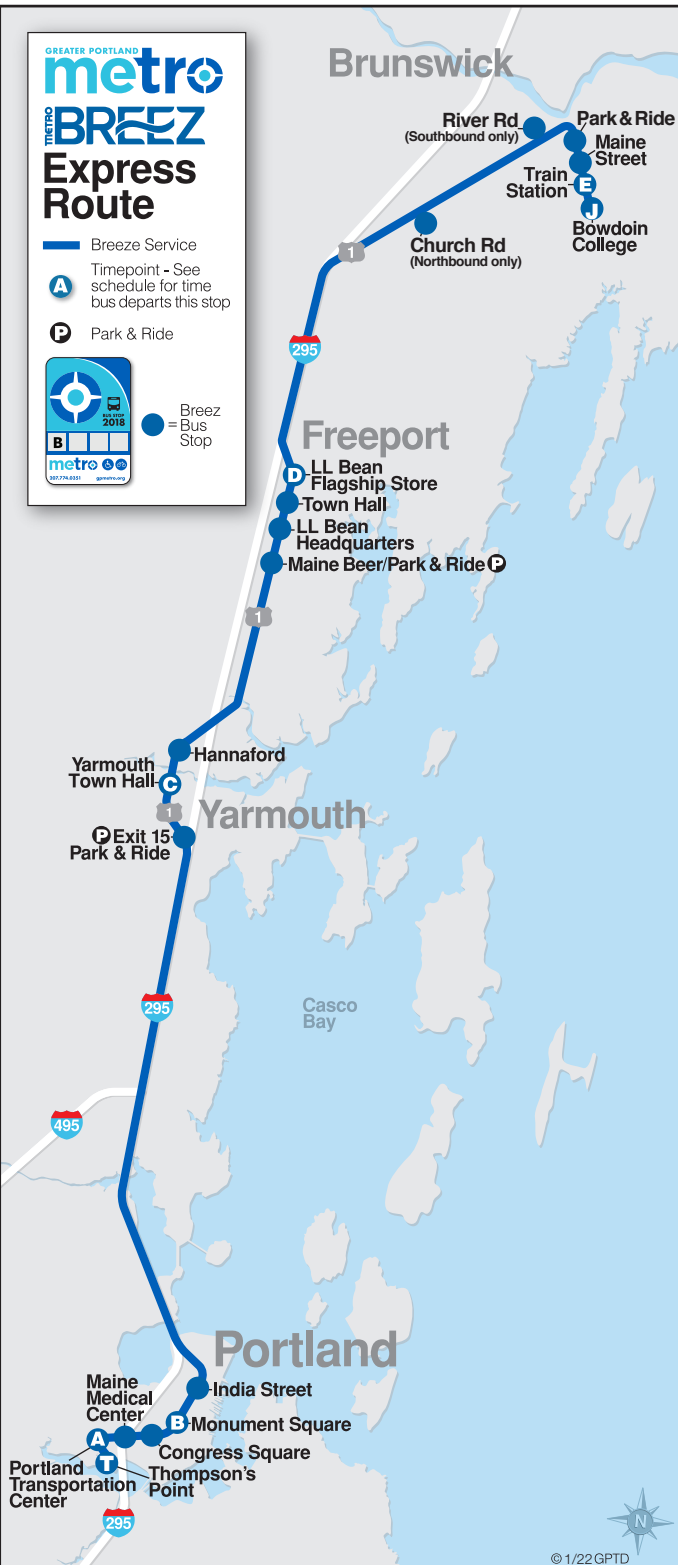 GREATER PORTLAND
metro
METRO BREEZ
Express
Route
Breeze Service
A
Timepoint - See
schedule for time
bus departs this stop
P
Park & Ride
BUS STOP
2018
B
metro
207.774.0351 gpmetro.org
Breez
= Bus
Stop
Brunswick
River Rd
(Southbound only)
Park & Ride
Maine
Street
Train
Station
E
J
Bowdoin
College
Church Rd
(Northbound only)
1
295
Freeport
D
LL Bean
Flagship Store
Town Hall
LL Bean
Headquarters
Maine Beer/Park & Ride P
1
Hannaford
Yarmouth
Town Hall
C
1
Yarmouth
P Exit 15
Park & Ride
295
Casco
Bay
495
Portland
India Street
Maine
Medical
Center
B
Monument Square
A
Congress Square
T
Portland
Transportation
Center
Thompson's
Point
295
N
© 1/22 GPTD